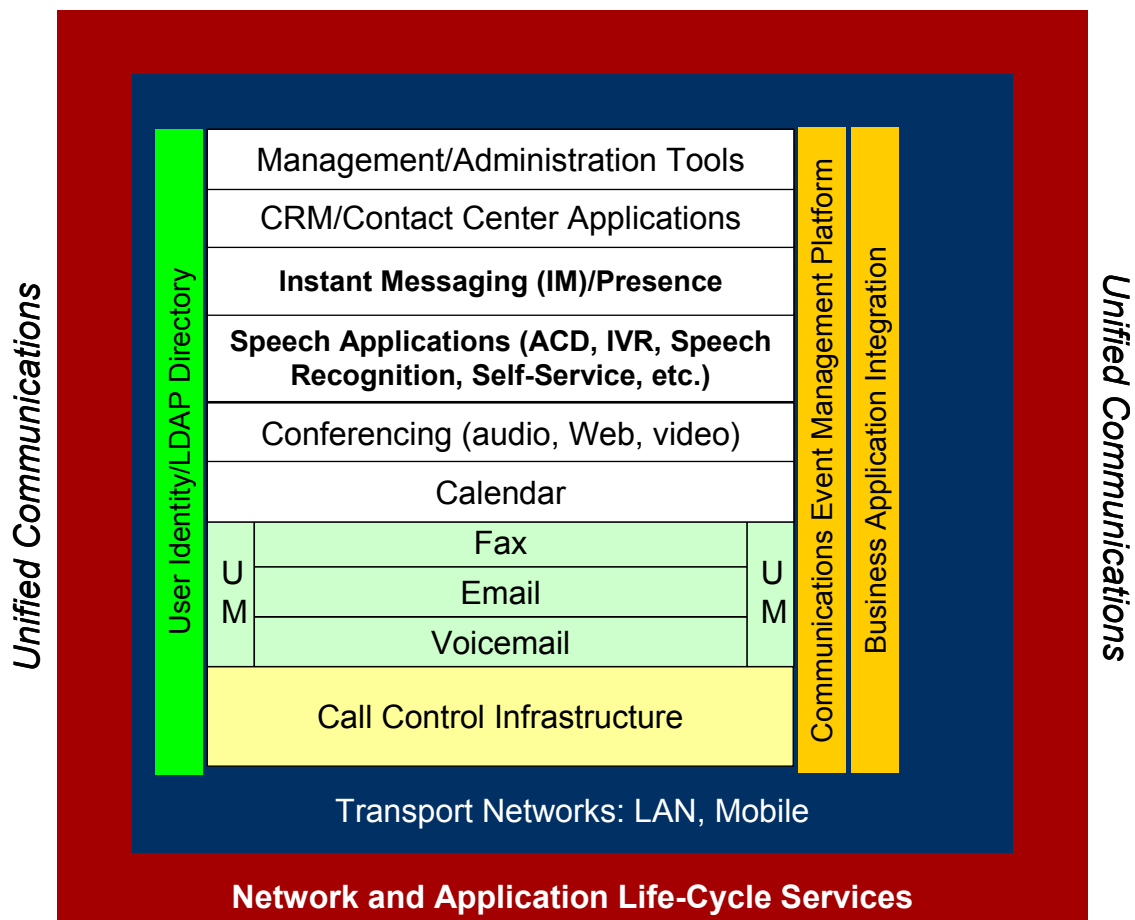 Unified Communications
User Identity/LDAP Directory
Management/Administration Tools
CRM/Contact Center Applications
Instant Messaging (IM)/Presence
Speech Applications (ACD, IVR, Speech
Recognition, Self-Service, etc.)
Conferencing (audio, Web, video)
Calendar
U
M
Fax
Email
Voicemail
U
M
Call Control Infrastructure
Communications Event Management Platform
Business Application Integration
Unified Communications
Transport Networks: LAN, Mobile
Network and Application Life-Cycle Services